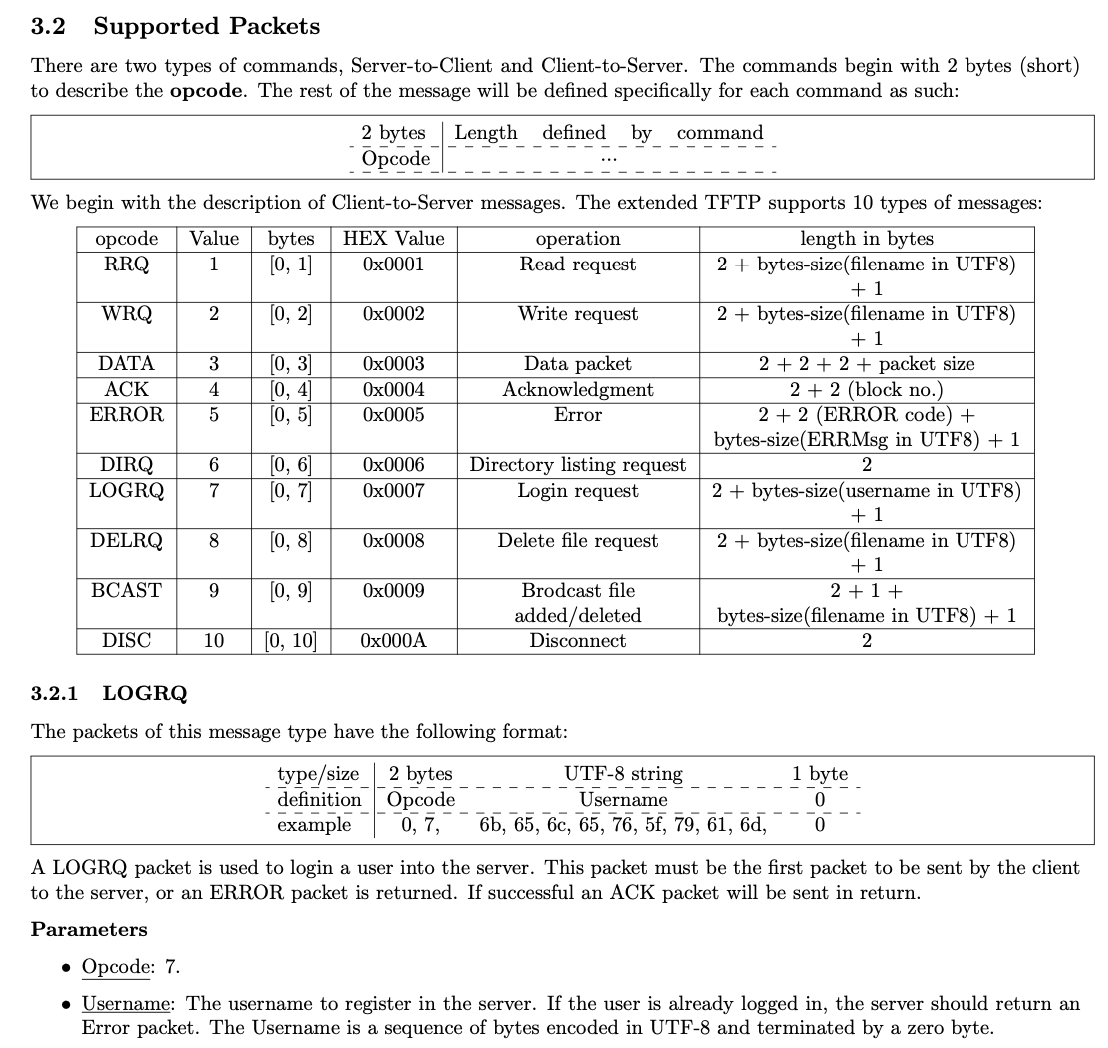 3.2 Supported Packets
There are two types of commands, Server-to-Client and Client-to-Server. The commands begin with 2 bytes (short)
to describe the opcode. The rest of the message will be defined specifically for each command as such:
2 bytes Length defined by command
Opcode ...
We begin with the description of Client-to-Server messages. The extended TFTP supports 10 types of messages:
opcode Value bytes HEX Value operation length in bytes
RRQ 1 [0, 1] 0x0001 Read request 2 + bytes-size(filename in UTF8)
+ 1
WRQ 2 [0, 2] 0x0002 Write request 2 + bytes-size(filename in UTF8)
+ 1
DATA 3 [0, 3] 0x0003 Data packet 2 + 2 + 2 + packet size
ACK 4 [0, 4] 0x0004 Acknowledgment 2 + 2 (block no.)
ERROR 5 [0, 5] 0x0005 Error 2 + 2 (ERROR code) +
bytes-size(ERRMsg in UTF8) + 1
DIRQ 6 [0, 6] 0x0006 Directory listing request 2
LOGRQ 7 [0, 7] 0x0007 Login request 2 + bytes-size(username in UTF8)
+ 1
DELRQ 8 [0, 8] 0x0008 Delete file request 2 + bytes-size(filename in UTF8)
+ 1
BCAST 9 [0, 9] 0x0009 Brodcast file 2 + 1 +
added/deleted bytes-size(filename in UTF8) + 1
DISC 10 [0, 10] 0x000A Disconnect 2
3.2.1 LOGRQ
The packets of this message type have the following format:
type/size 2 bytes UTF-8 string 1 byte
definition Opcode Username 0
example 0, 7, 6b, 65, 6c, 65, 76, 5f, 79, 61, 6d, 0
A LOGRQ packet is used to login a user into the server. This packet must be the first packet to be sent by the client
to the server, or an ERROR packet is returned. If successful an ACK packet will be sent in return.
Parameters
• Opcode: 7.
• Username: The username to register in the server. If the user is already logged in, the server should return an
Error packet. The Username is a sequence of bytes encoded in UTF-8 and terminated by a zero byte.